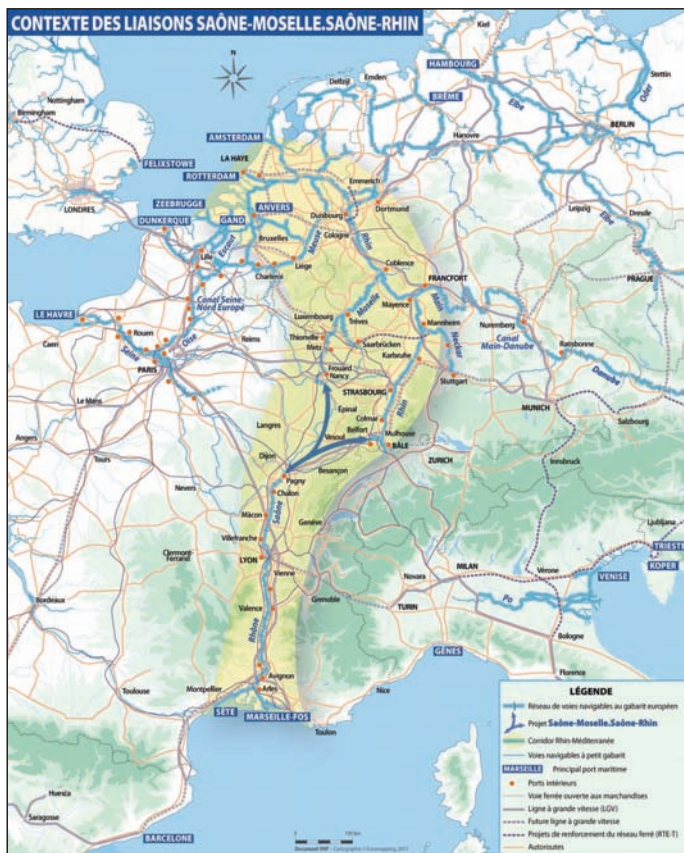 CONTEXTE DES LIAISONS SAÔNE-MOSELLE.SAÔNE-RHIN
N
Kiel
HAMBOURG
Stettin
Emden
Delfzijl
Nottingham
Birmingham
BRÊME
Elbe
Oder
BERLIN
AMSTERDAM
Hanovre
LA HAYE
FELIXSTOWE
ROTTERDAM
Emmerich
LONDRES
ZEEBRUGGE
ANVERS
Dortmund
DUNKERQUE
GAND
Duisbourg
Leipzig
Dresde
Escaut
Bruxelles
Meuse
Cologne
Rhin
Elbe
Lille
Liège
Charleroi
Coblence
PRAGUE
FRANCFORT
LE HAVRE
Canal Seine-
Nord Europe
Luxembourg
Moselle
Mayence
Main
Rouen
Oise
Trèves
Mannheim
Nuremberg
Caen
Seine
Reims
Thionville
Saarbrücken
Neckar
Canal
Main-Danube
Ratisbonne
PARIS
Metz
Karlsruhe
Frouard
Nancy
Stuttgart
Danube
STRASBOURG
Le Mans
Épinal
Colmar
Rhin
MUNICH
Langres
Belfort
Mulhouse
Salzbourg
Angers
Vesoul
BÂLE
Tours
Dijon
Besançon
ZURICH
Innsbruck
Nevers
Pagny
Chalon
Saône
Mâcon
Genève
Ljubljana
Villefranche
TRIESTE
Clermont-
Ferrand
LYON
KOPER
MILAN
Vérone
Vienne
Novara
VENISE
Bordeaux
Grenoble
TURIN
Po
Valence
Rhône
Bologne
GÊNES
Avignon
Florence
Toulouse
Montpellier
Arles
Nice
SÈTE
MARSEILLE-FOS
Toulon
Huesca
Saragosse
BARCELONE
LÉGENDE
Réseau de voies navigables au gabarit européen
Projet Saône-Moselle.Saône-Rhin
Corridor Rhin-Méditerranée
Voies navigables à petit gabarit
MARSEILLE Principal port maritime
Ports intérieurs
Voie ferrée ouverte aux marchandises
Ligne à grande vitesse (LGV)
Future ligne à grande vitesse
Projets de renforcement du réseau ferré (RTE-T)
Autoroutes